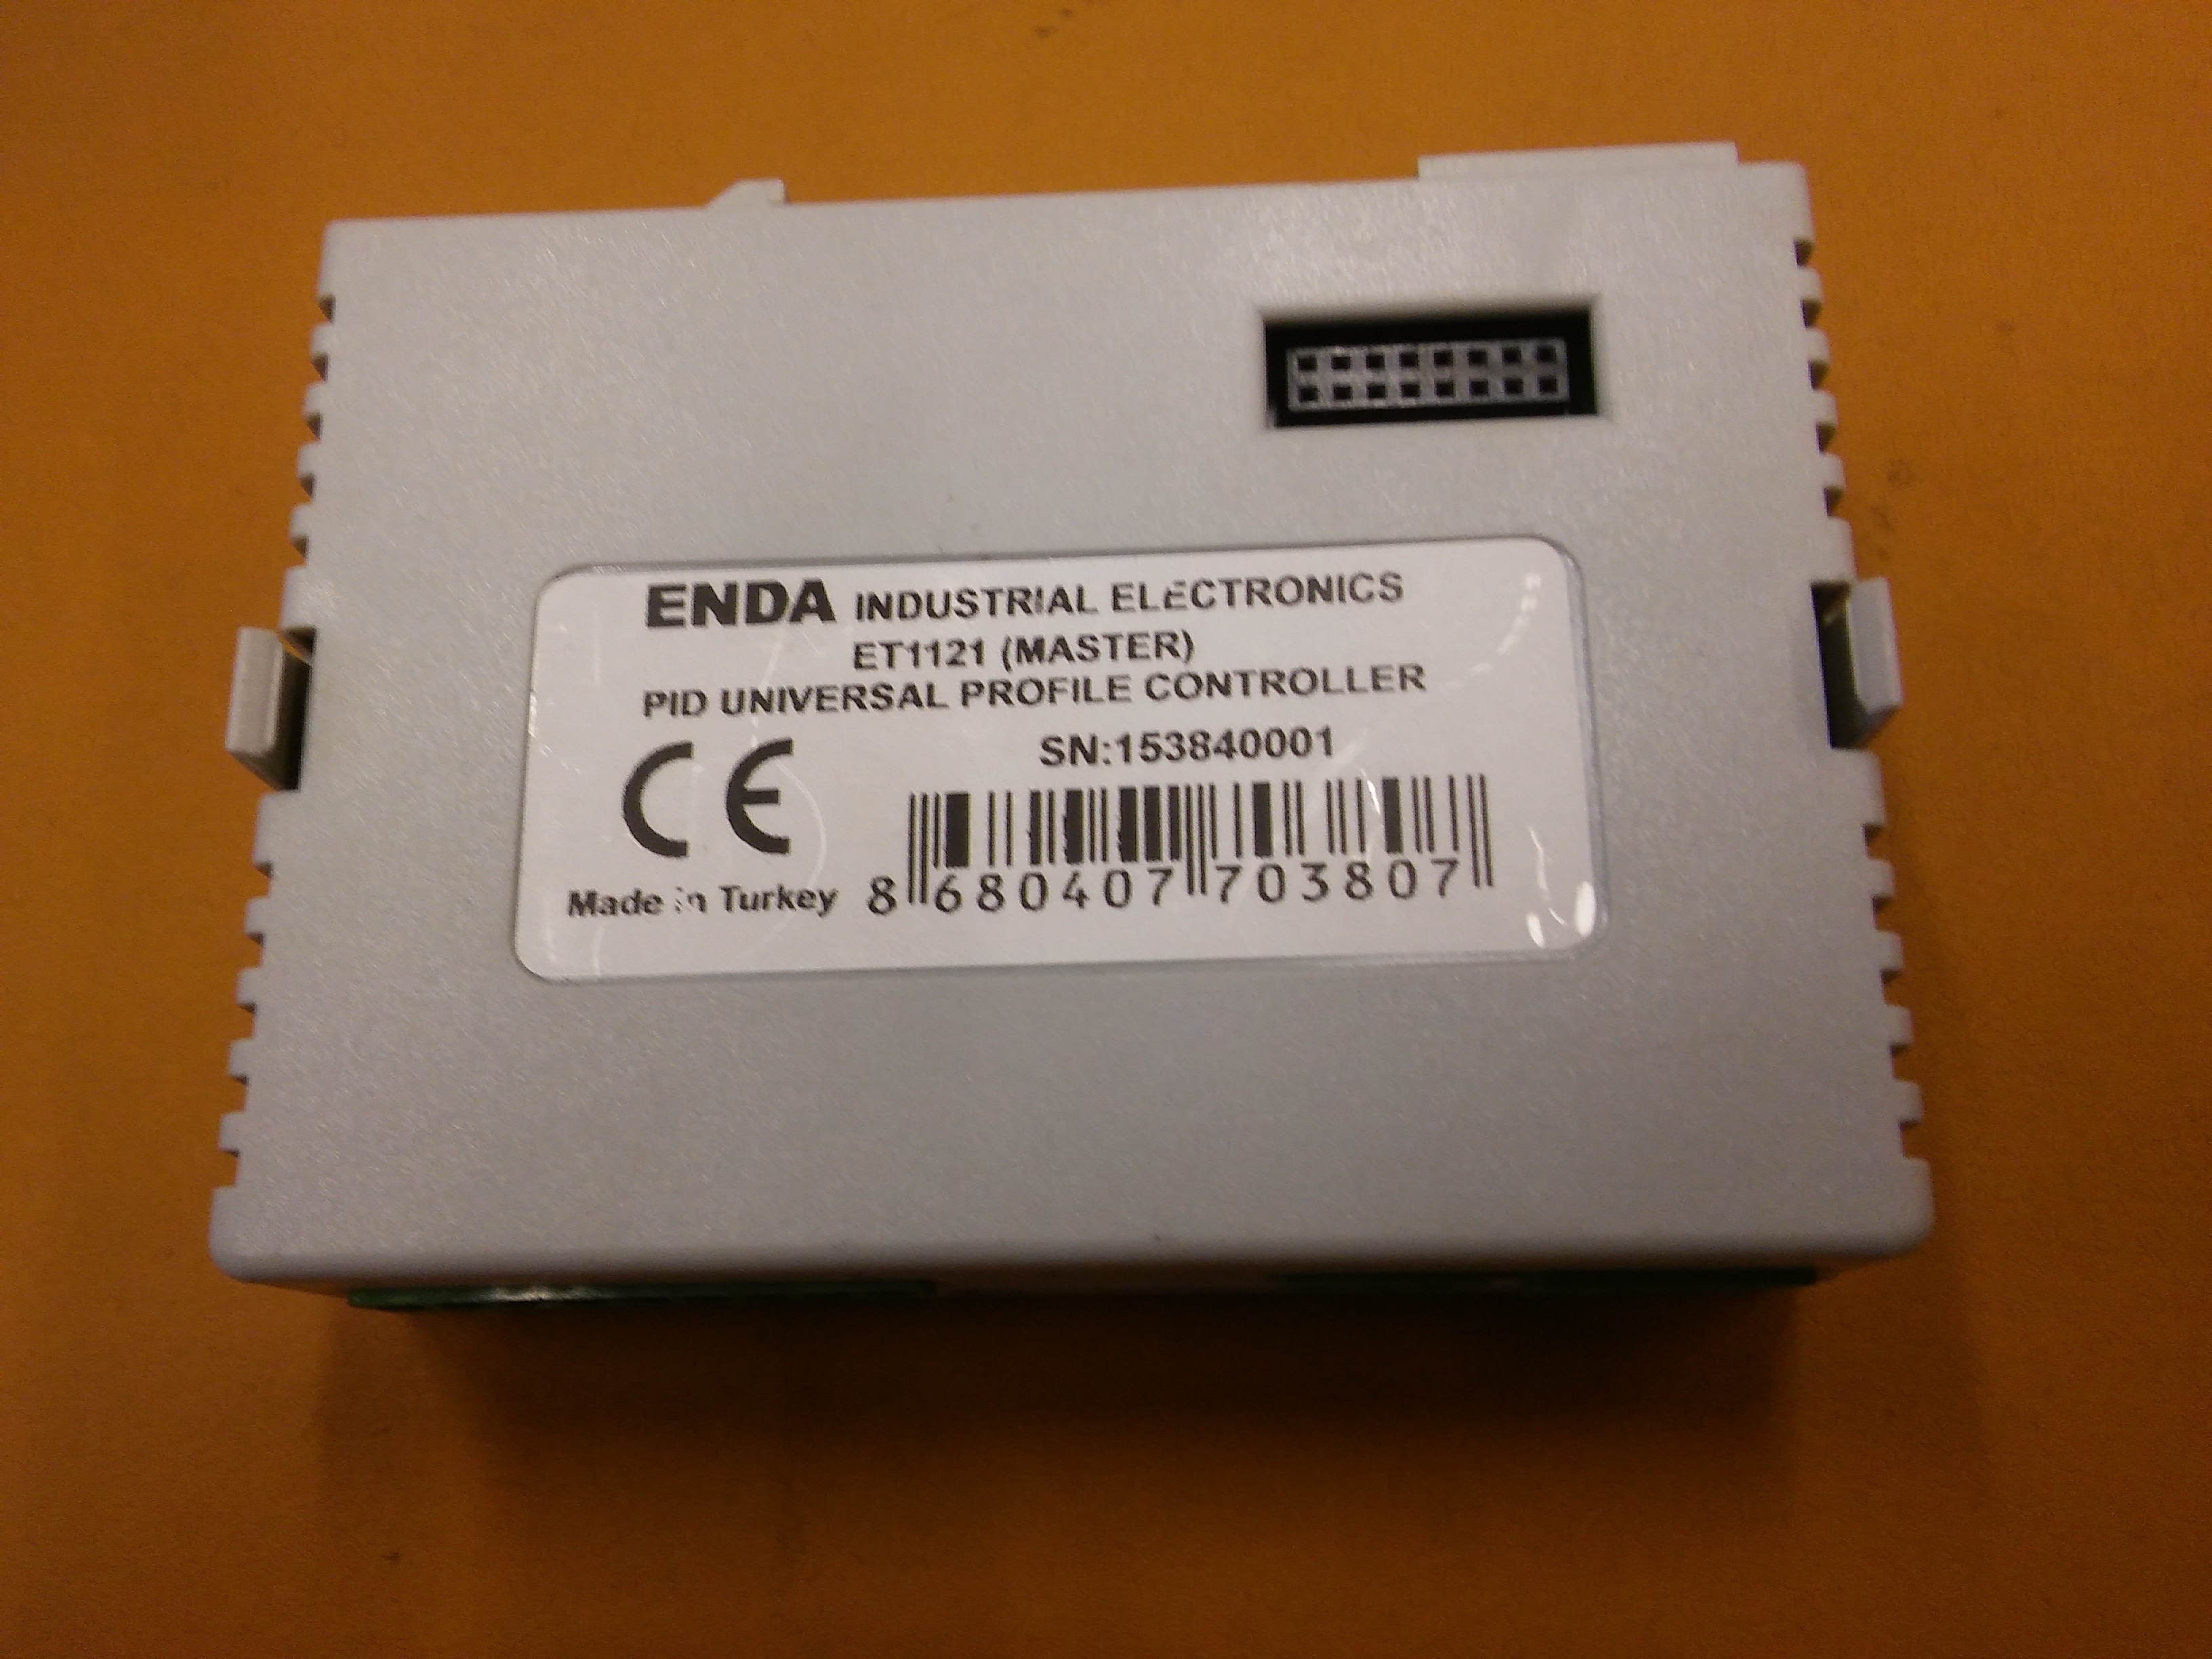 ENDA INDUSTRIAL ELECTRONICS
ET1121 (MASTER)
PID UNIVERSAL PROFILE CONTROLLER
SN:153840001
CE
Made in Turkey
8 680407 703807